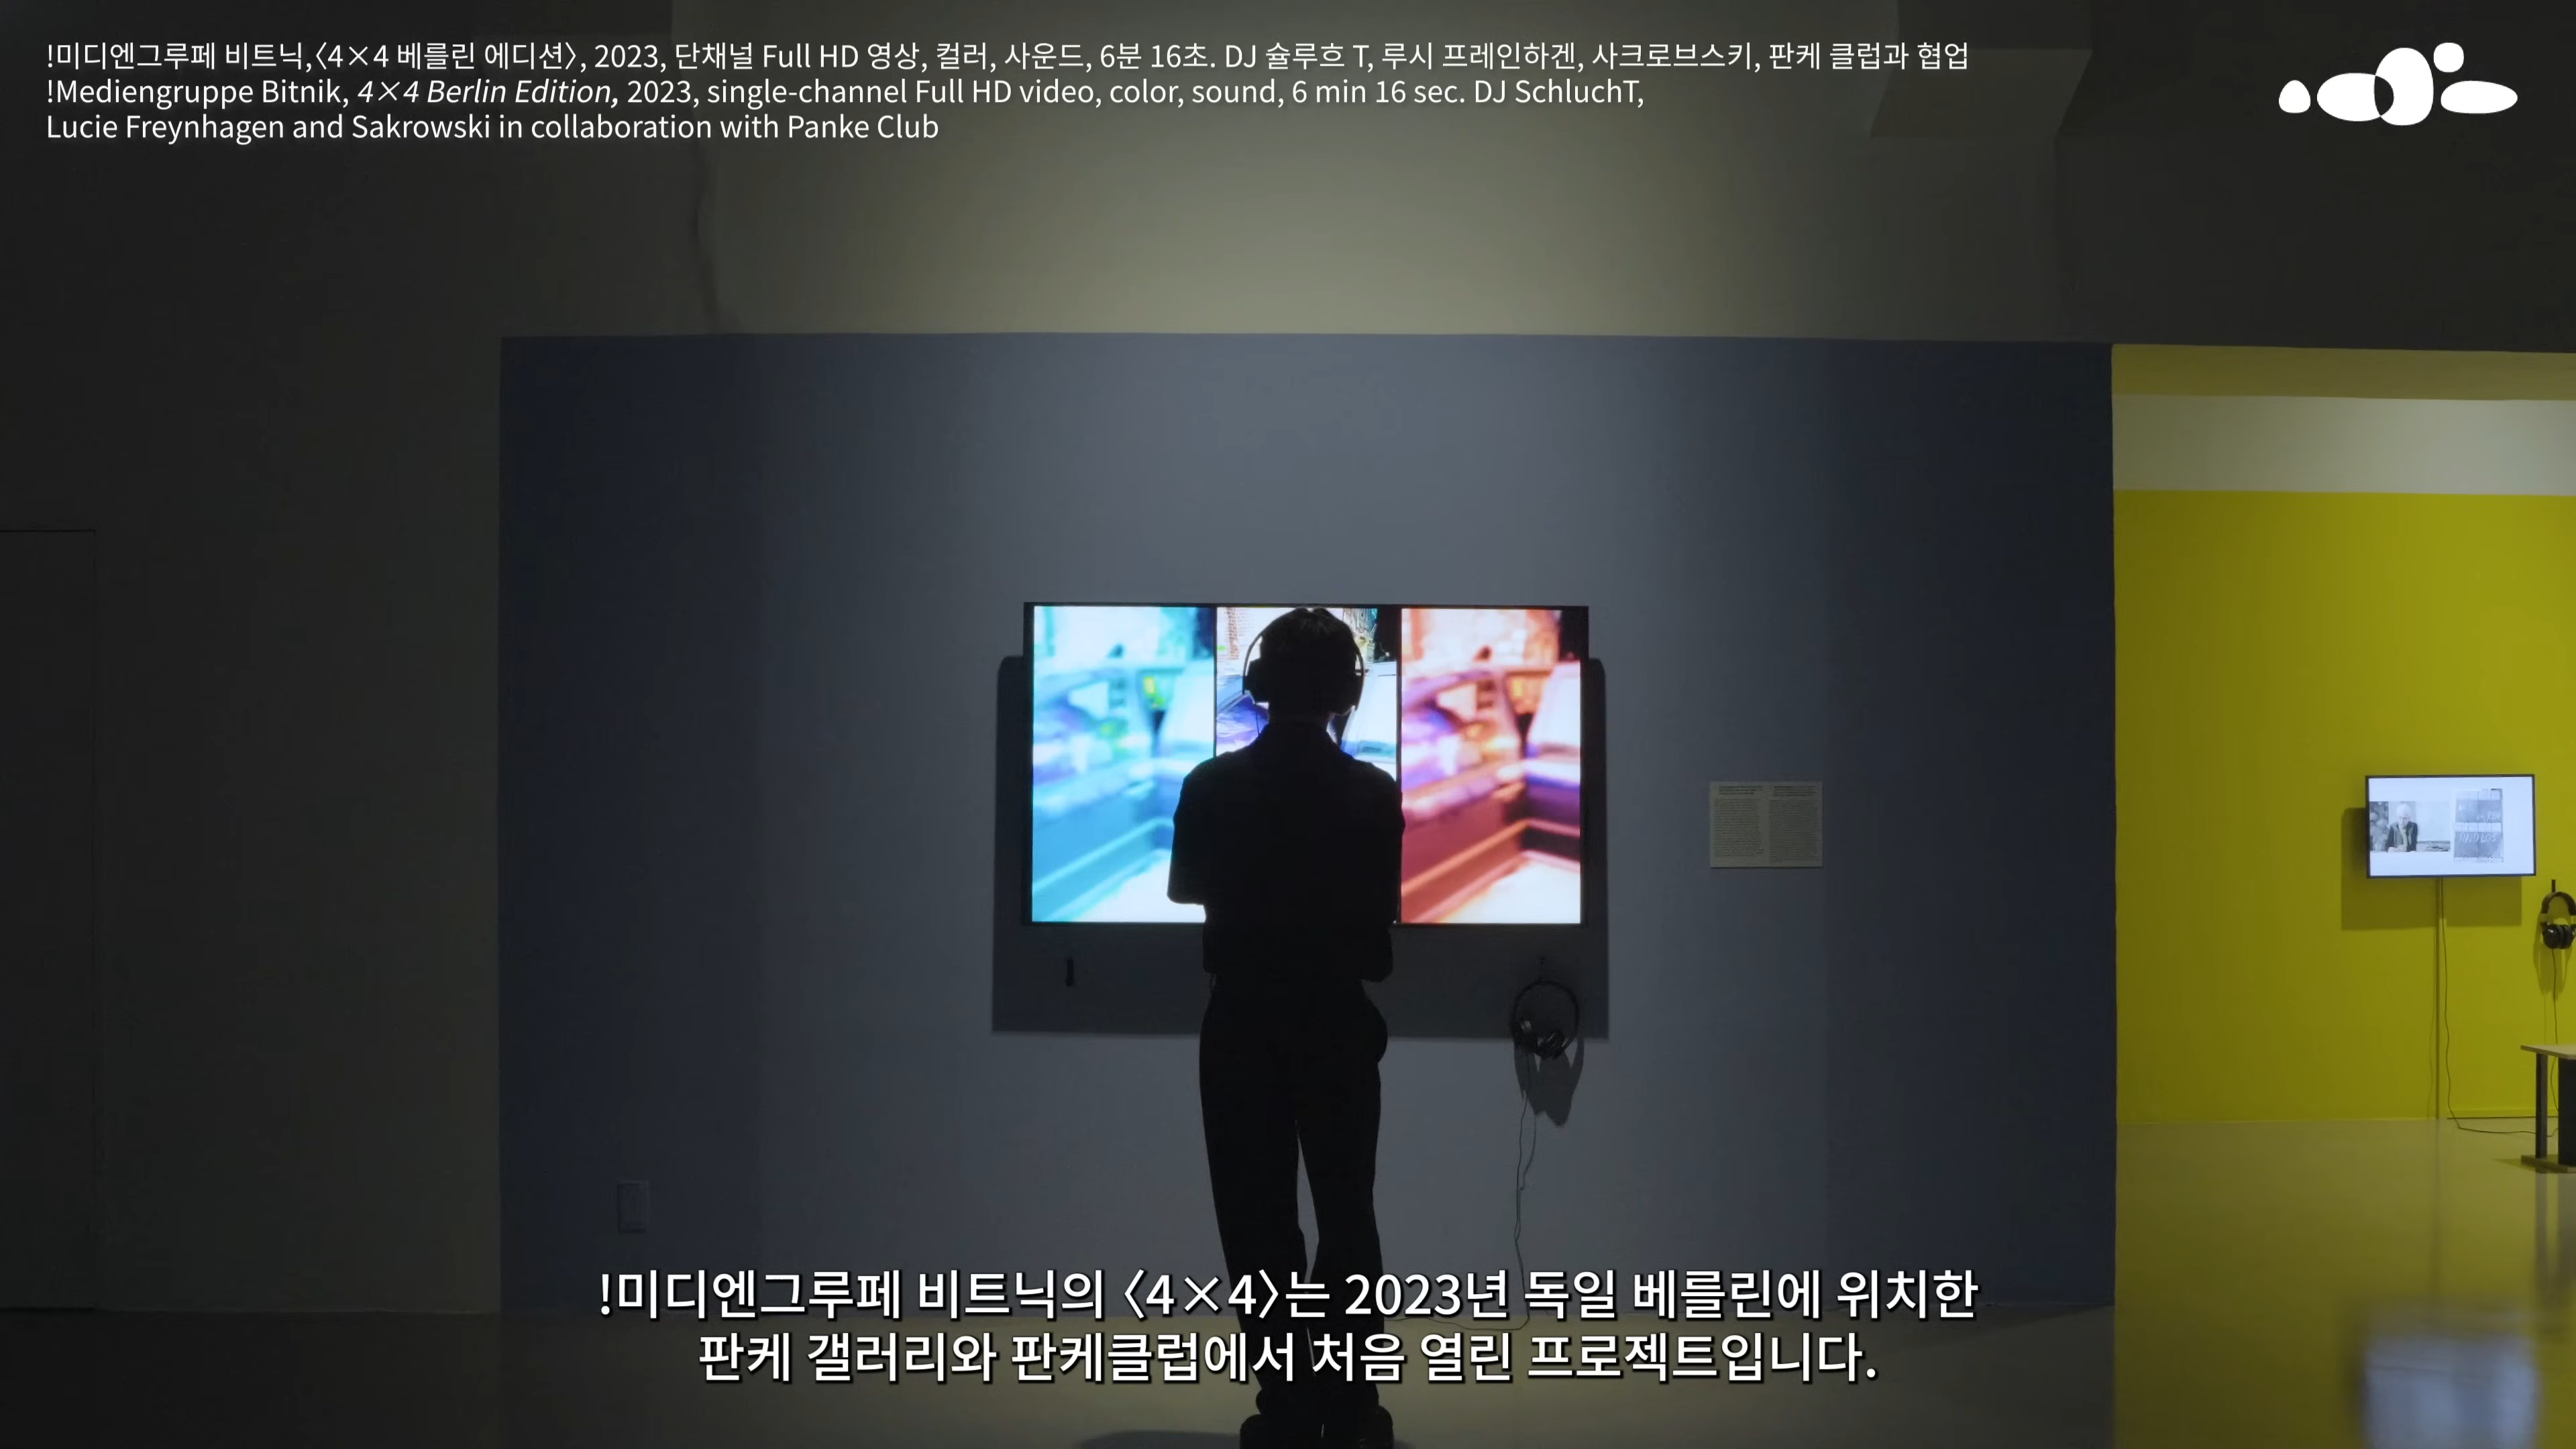 !미디엔그루페 비트닉,〈4×4 베를린 에디션〉, 2023, 단채널 Full HD 영상, 컬러, 사운드, 6분 16초. DJ 슐루흐 T, 루시 프레인하겐, 사크로브스키, 판케 클럽과 협업
!Mediengruppe Bitnik, 4×4 Berlin Edition, 2023, single-channel Full HD video, color, sound, 6 min 16 sec. DJ SchluchT,
Lucie Freynhagen and Sakrowski in collaboration with Panke Club
!미디엔그루페 비트닉의 〈4×4〉는 2023년 독일 베를린에 위치한
판케 갤러리와 판케클럽에서 처음 열린 프로젝트입니다.